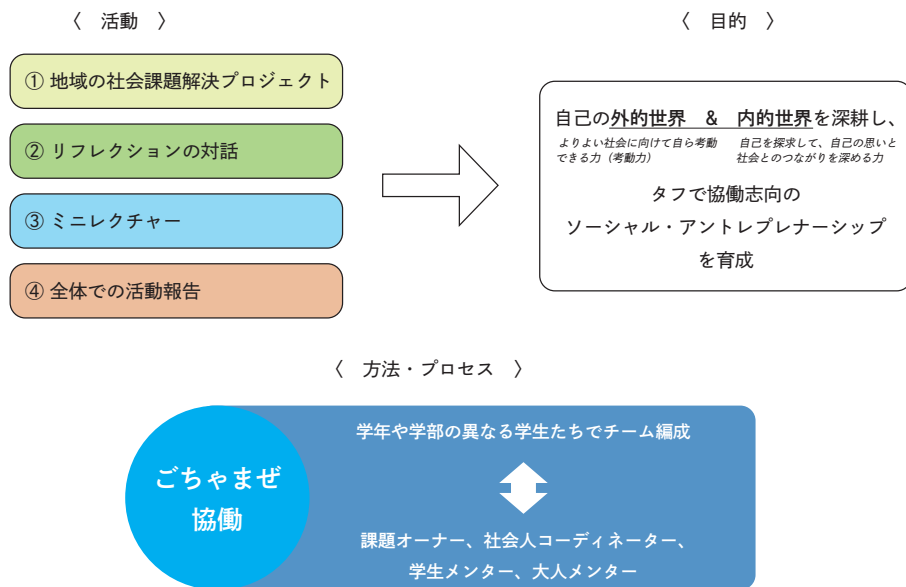 〈 活動 〉
① 地域の社会課題解決プロジェクト
② リフレクションの対話
③ ミニレクチャー
④ 全体での活動報告
〈 目的 〉
自己の外的世界 & 内的世界を深耕し、
よりよい社会に向けて自ら考動
できる力（考動力）
自己を探求して、自己の思いと
社会とのつながりを深める力
タフで協働志向の
ソーシャル・アントレプレナーシップ
を育成
〈 方法・プロセス 〉
ごちゃまぜ
協働
学年や学部の異なる学生たちでチーム編成
課題オーナー、社会人コーディネーター、
学生メンター、大人メンター